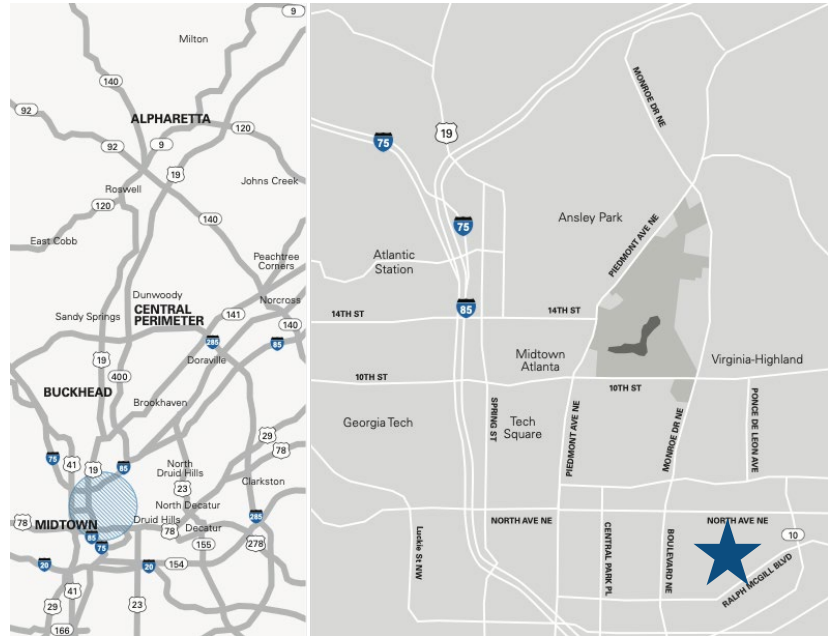 9
Milton
140
92
ALPHARETTA
9
120
92
19
Johns Creek
Roswell
120
140
East Cobb
Peachtree
Corners
Dunwoody
Norcross
Sandy Springs
CENTRAL
PERIMETER
141
140
285
85
19
Doraville
400
BUCKHEAD
Brookhaven
29
78
75
41
19
85
North
Druid Hills
23
Clarkston
North Decatur
285
78
MIDTOWN
Druid Hills
78
Decatur
85
75
155
278
20
20
154
41
29
23
166
MONROE DR NE
19
75
75
Ansley Park
PIEDMONT AVE NE
Atlantic
Station
85
14TH ST
14TH ST
Midtown
Atlanta
Virginia-Highland
10TH ST
10TH ST
Georgia Tech
SPRING ST
Tech
Square
PIEDMONT AVE NE
MONROE DR NE
PONCE DE LEON AVE
NORTH AVE NE
NORTH AVE NE
10
Luckie St NW
CENTRAL PARK PL
BOULEVARD NE
RALPH MCGILL BLVD